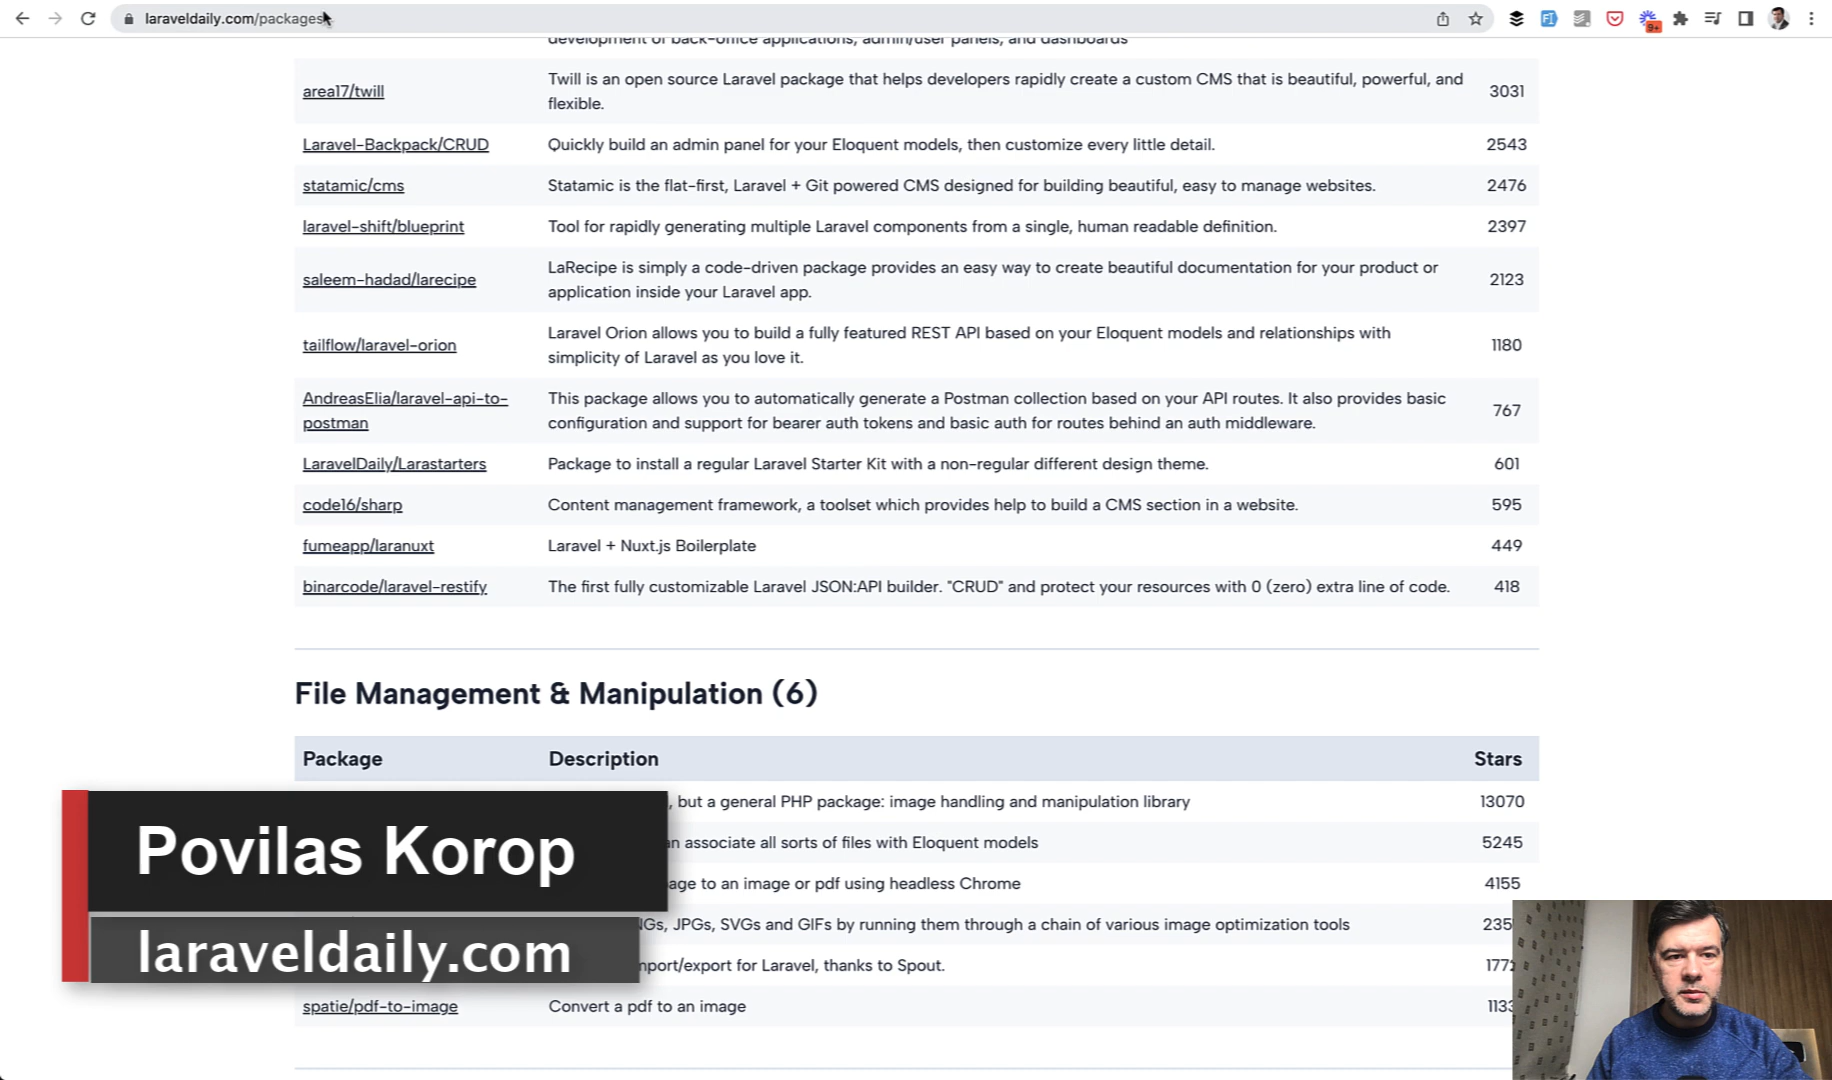 laraveldaily.com/packages
9+
development of back-office applications, admin/user panels, and dashboards
area17/twill
Twill is an open source Laravel package that helps developers rapidly create a custom CMS that is beautiful, powerful, and
flexible.
3031
Laravel-Backpack/CRUD
Quickly build an admin panel for your Eloquent models, then customize every little detail.
2543
statamic/cms
Statamic is the flat-first, Laravel + Git powered CMS designed for building beautiful, easy to manage websites.
2476
laravel-shift/blueprint
Tool for rapidly generating multiple Laravel components from a single, human readable definition.
2397
saleem-hadad/larecipe
LaRecipe is simply a code-driven package provides an easy way to create beautiful documentation for your product or
application inside your Laravel app.
2123
tailflow/laravel-orion
Laravel Orion allows you to build a fully featured REST API based on your Eloquent models and relationships with
simplicity of Laravel as you love it.
1180
AndreasElia/laravel-api-to-
postman
This package allows you to automatically generate a Postman collection based on your API routes. It also provides basic
configuration and support for bearer auth tokens and basic auth for routes behind an auth middleware.
767
LaravelDaily/Larastarters
Package to install a regular Laravel Starter Kit with a non-regular different design theme.
601
code16/sharp
Content management framework, a toolset which provides help to build a CMS section in a website.
595
fumeapp/laranuxt
Laravel + Nuxt.js Boilerplate
449
binarcode/laravel-restify
The first fully customizable Laravel JSON:API builder. "CRUD" and protect your resources with 0 (zero) extra line of code.
418
File Management & Manipulation (6)
Package
Description
Stars
, but a general PHP package: image handling and manipulation library
13070
an associate all sorts of files with Eloquent models
5245
age to an image or pdf using headless Chrome
4155
NGs, JPGs, SVGs and GIFs by running them through a chain of various image optimization tools
235
mport/export for Laravel, thanks to Spout.
177
spatie/pdf-to-image
Convert a pdf to an image
113
Povilas Korop
laraveldaily.com